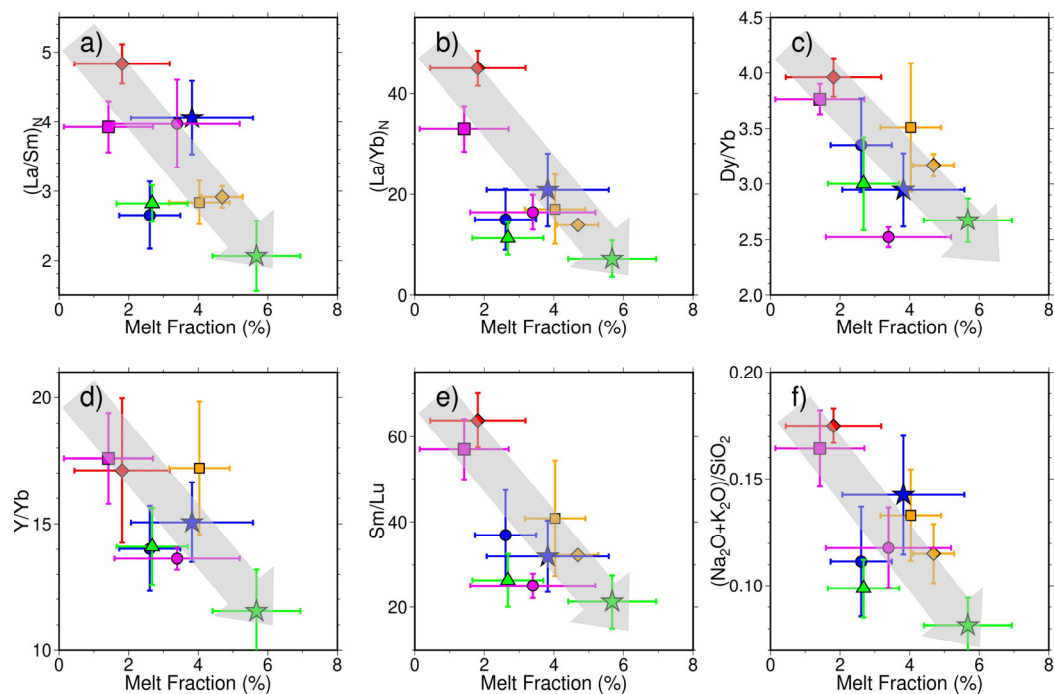 a)
5
4
3
2
(La/Sm)N
0 2 4 6 8
Melt Fraction (%)
b)
40
20
0
(La/Yb)N
0 2 4 6 8
Melt Fraction (%)
c)
4.5
4.0
3.5
3.0
2.5
2.0
Dy/Yb
0 2 4 6 8
Melt Fraction (%)
d)
20
15
10
Y/Yb
0 2 4 6 8
Melt Fraction (%)
e)
60
40
20
Sm/Lu
0 2 4 6 8
Melt Fraction (%)
f)
0.20
0.15
0.10
(Na2O+K2O)/SiO2
0 2 4 6 8
Melt Fraction (%)